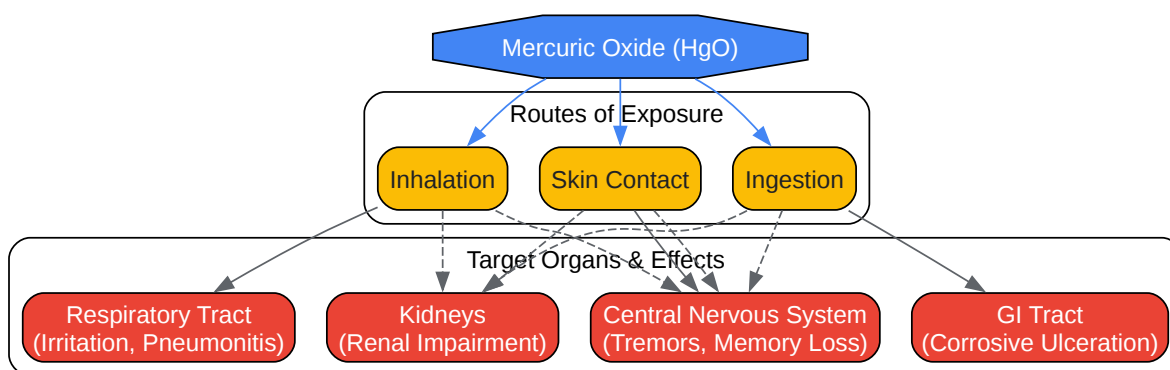 Mercuric Oxide (HgO)
Routes of Exposure
Inhalation
Skin Contact
Ingestion
Target Organs & Effects
Respiratory Tract
(Irritation, Pneumonitis)
Kidneys
(Renal Impairment)
Central Nervous System
(Tremors, Memory Loss)
GI Tract
(Corrosive Ulceration)